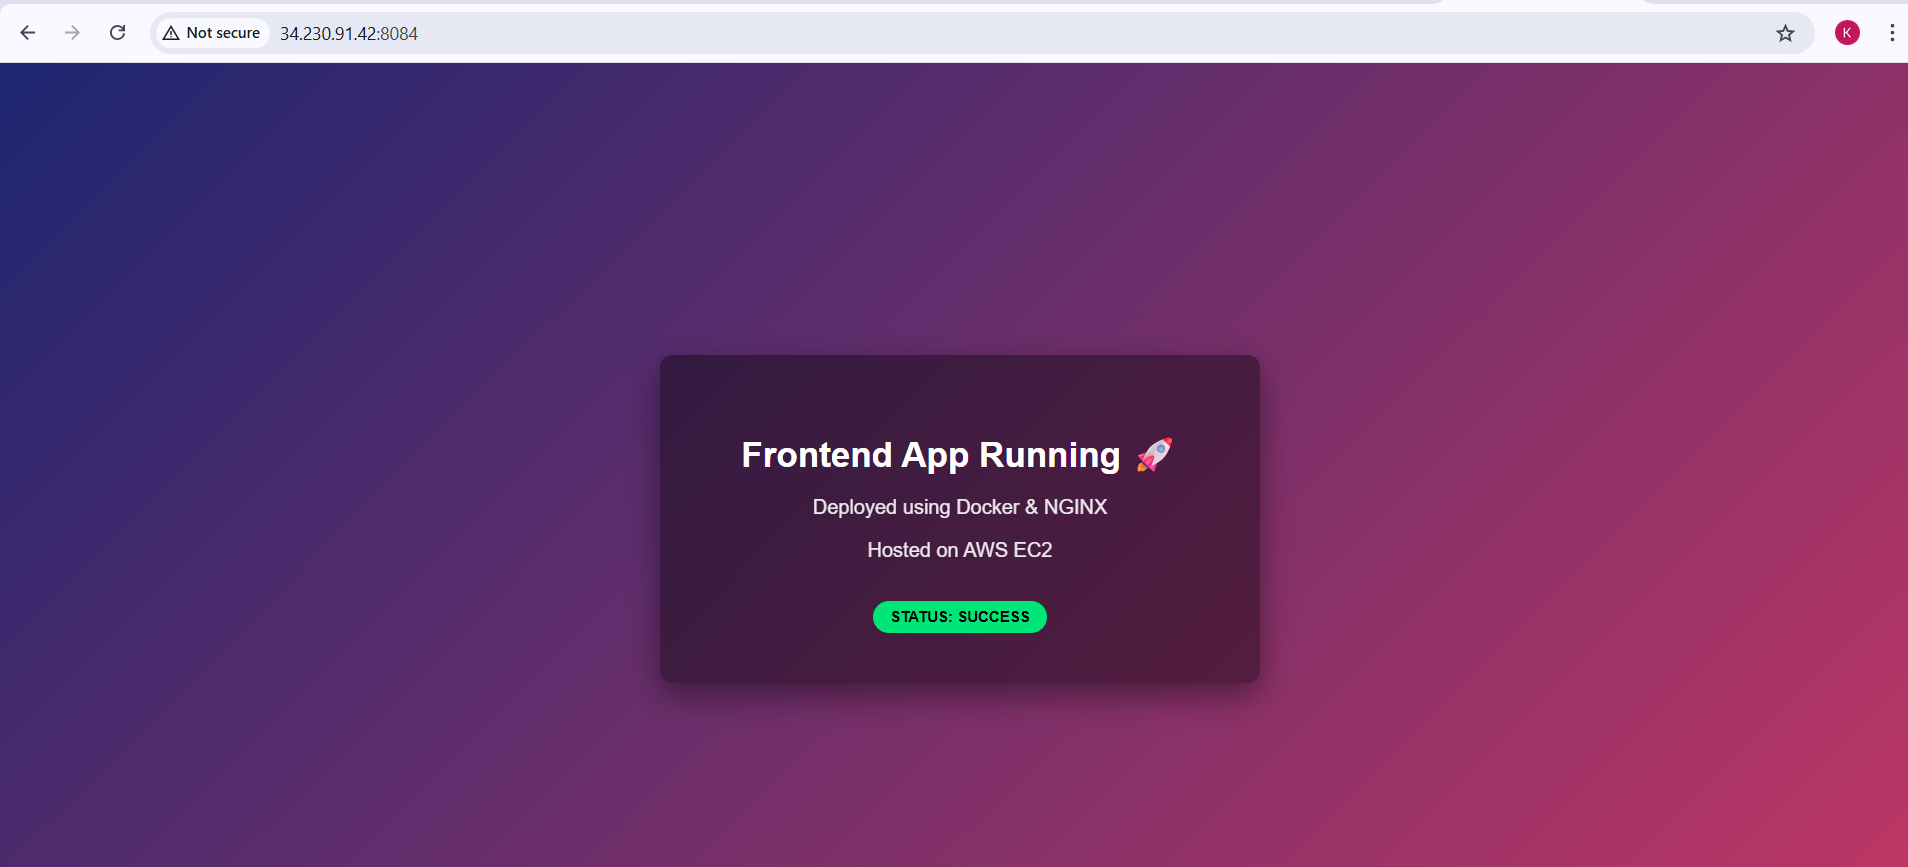 Not secure 34.230.91.42:8084
K
Frontend App Running 🚀
Deployed using Docker & NGINX
Hosted on AWS EC2
STATUS: SUCCESS